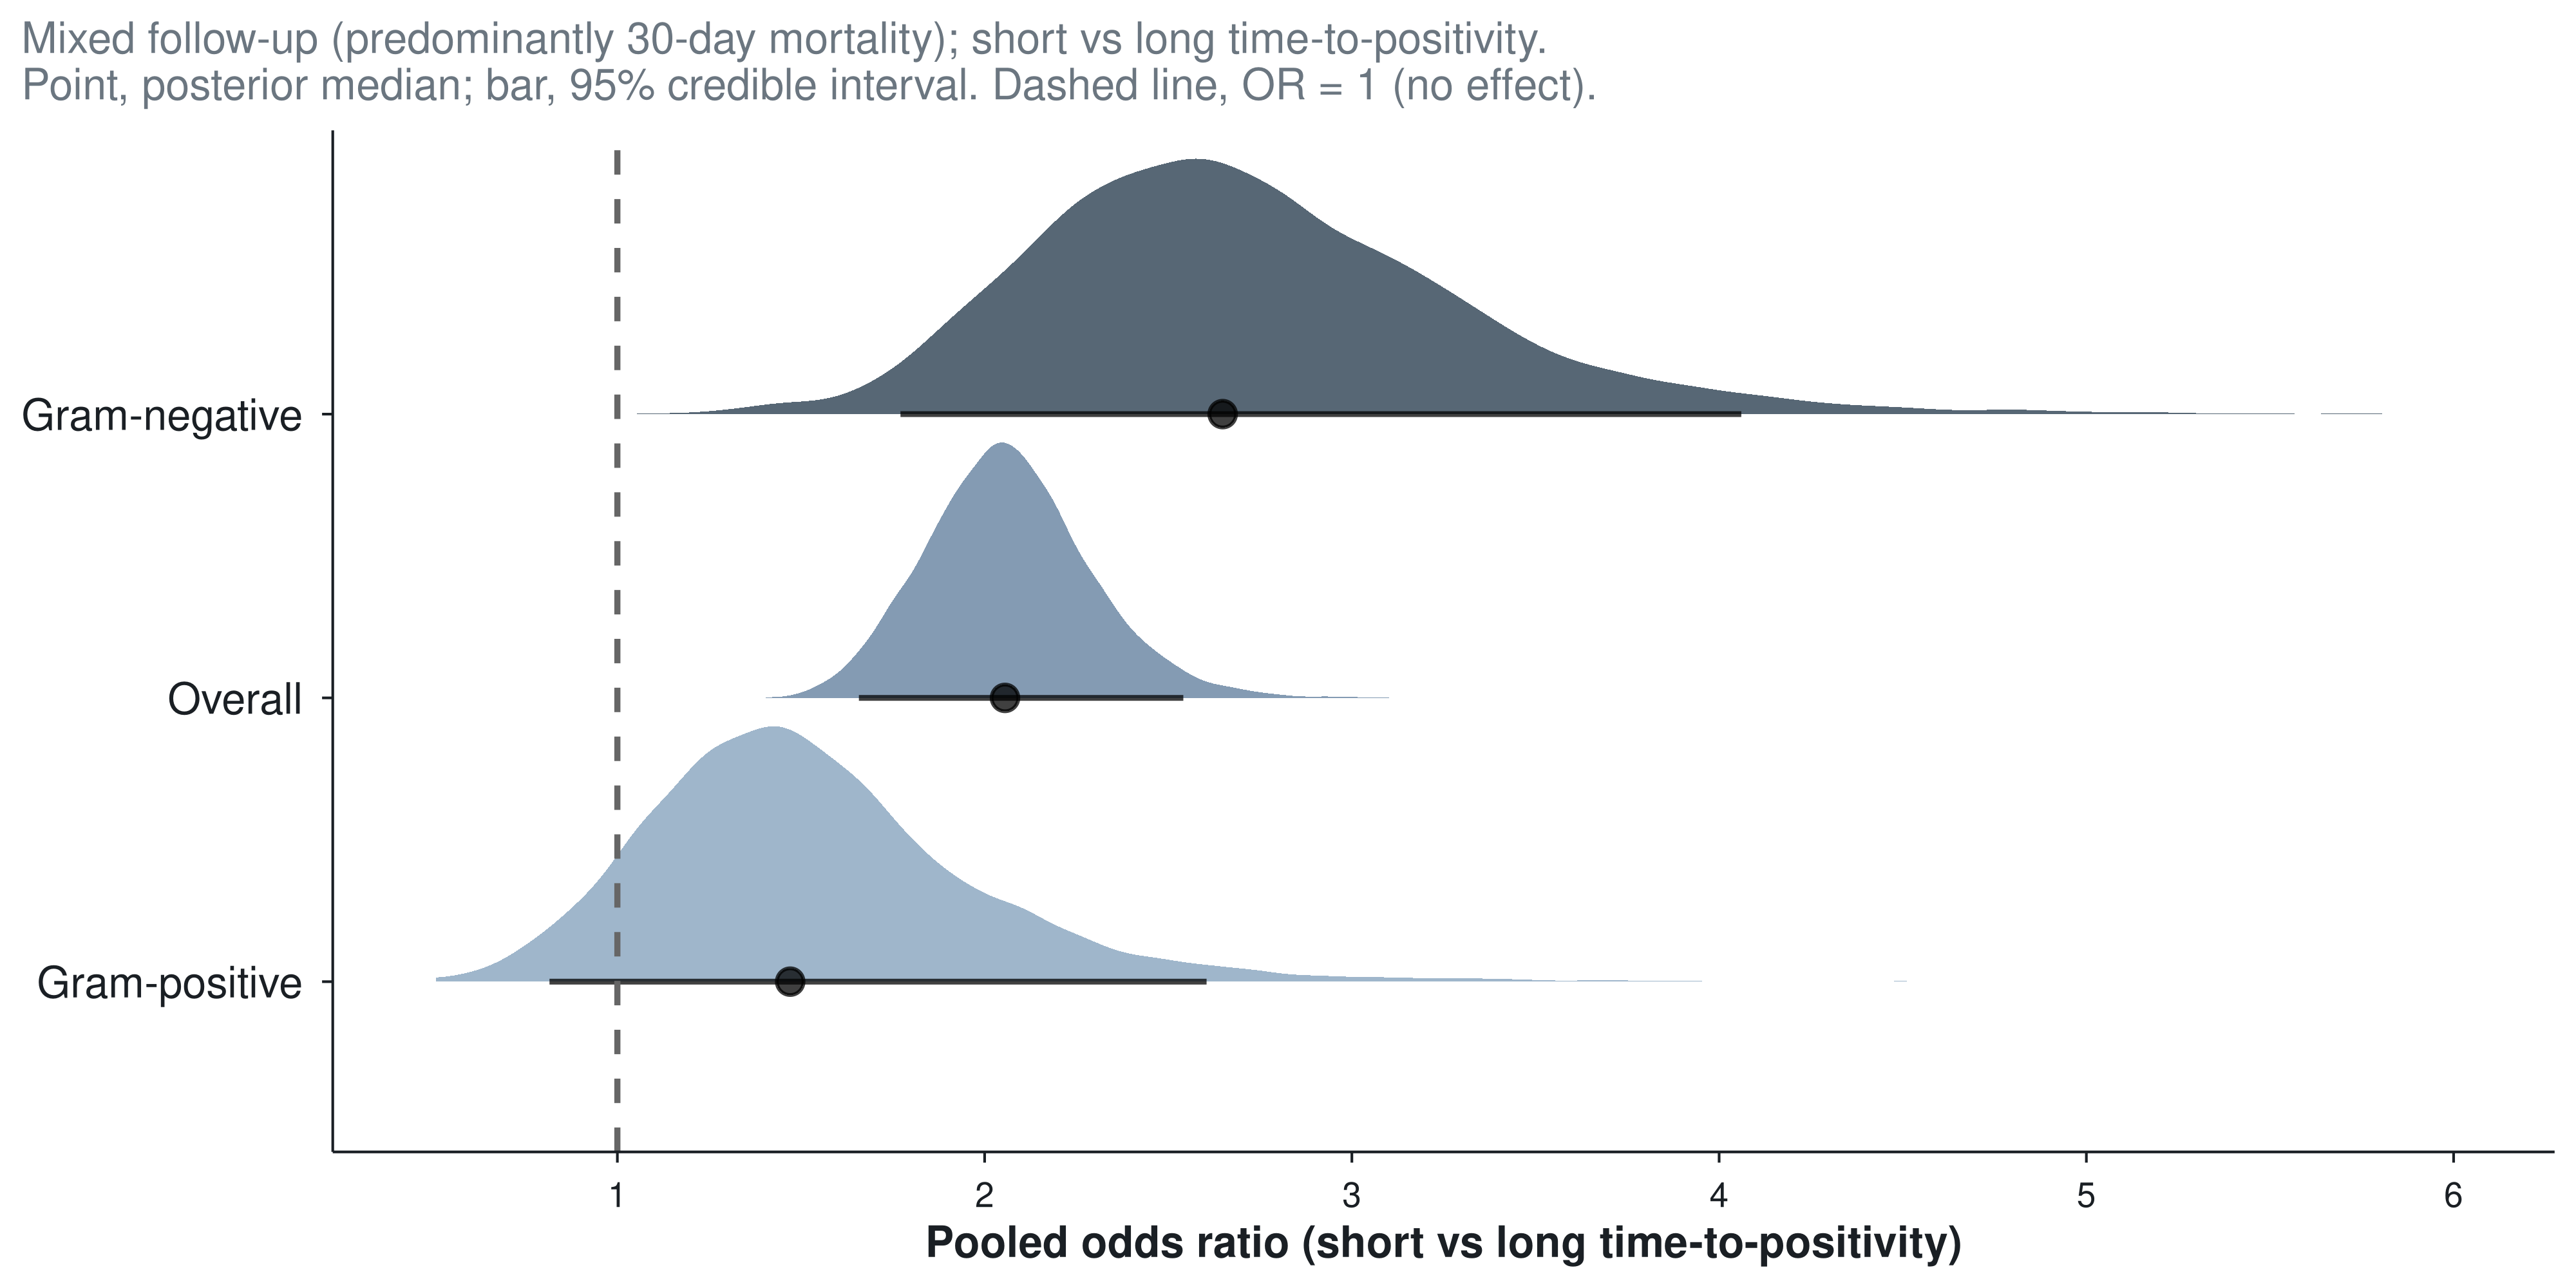 Mixed follow-up (predominantly 30-day mortality); short vs long time-to-positivity.
Point, posterior median; bar, 95% credible interval. Dashed line, OR = 1 (no effect).
Gram-negative
Overall
Gram-positive
1 2 3 4 5 6
Pooled odds ratio (short vs long time-to-positivity)